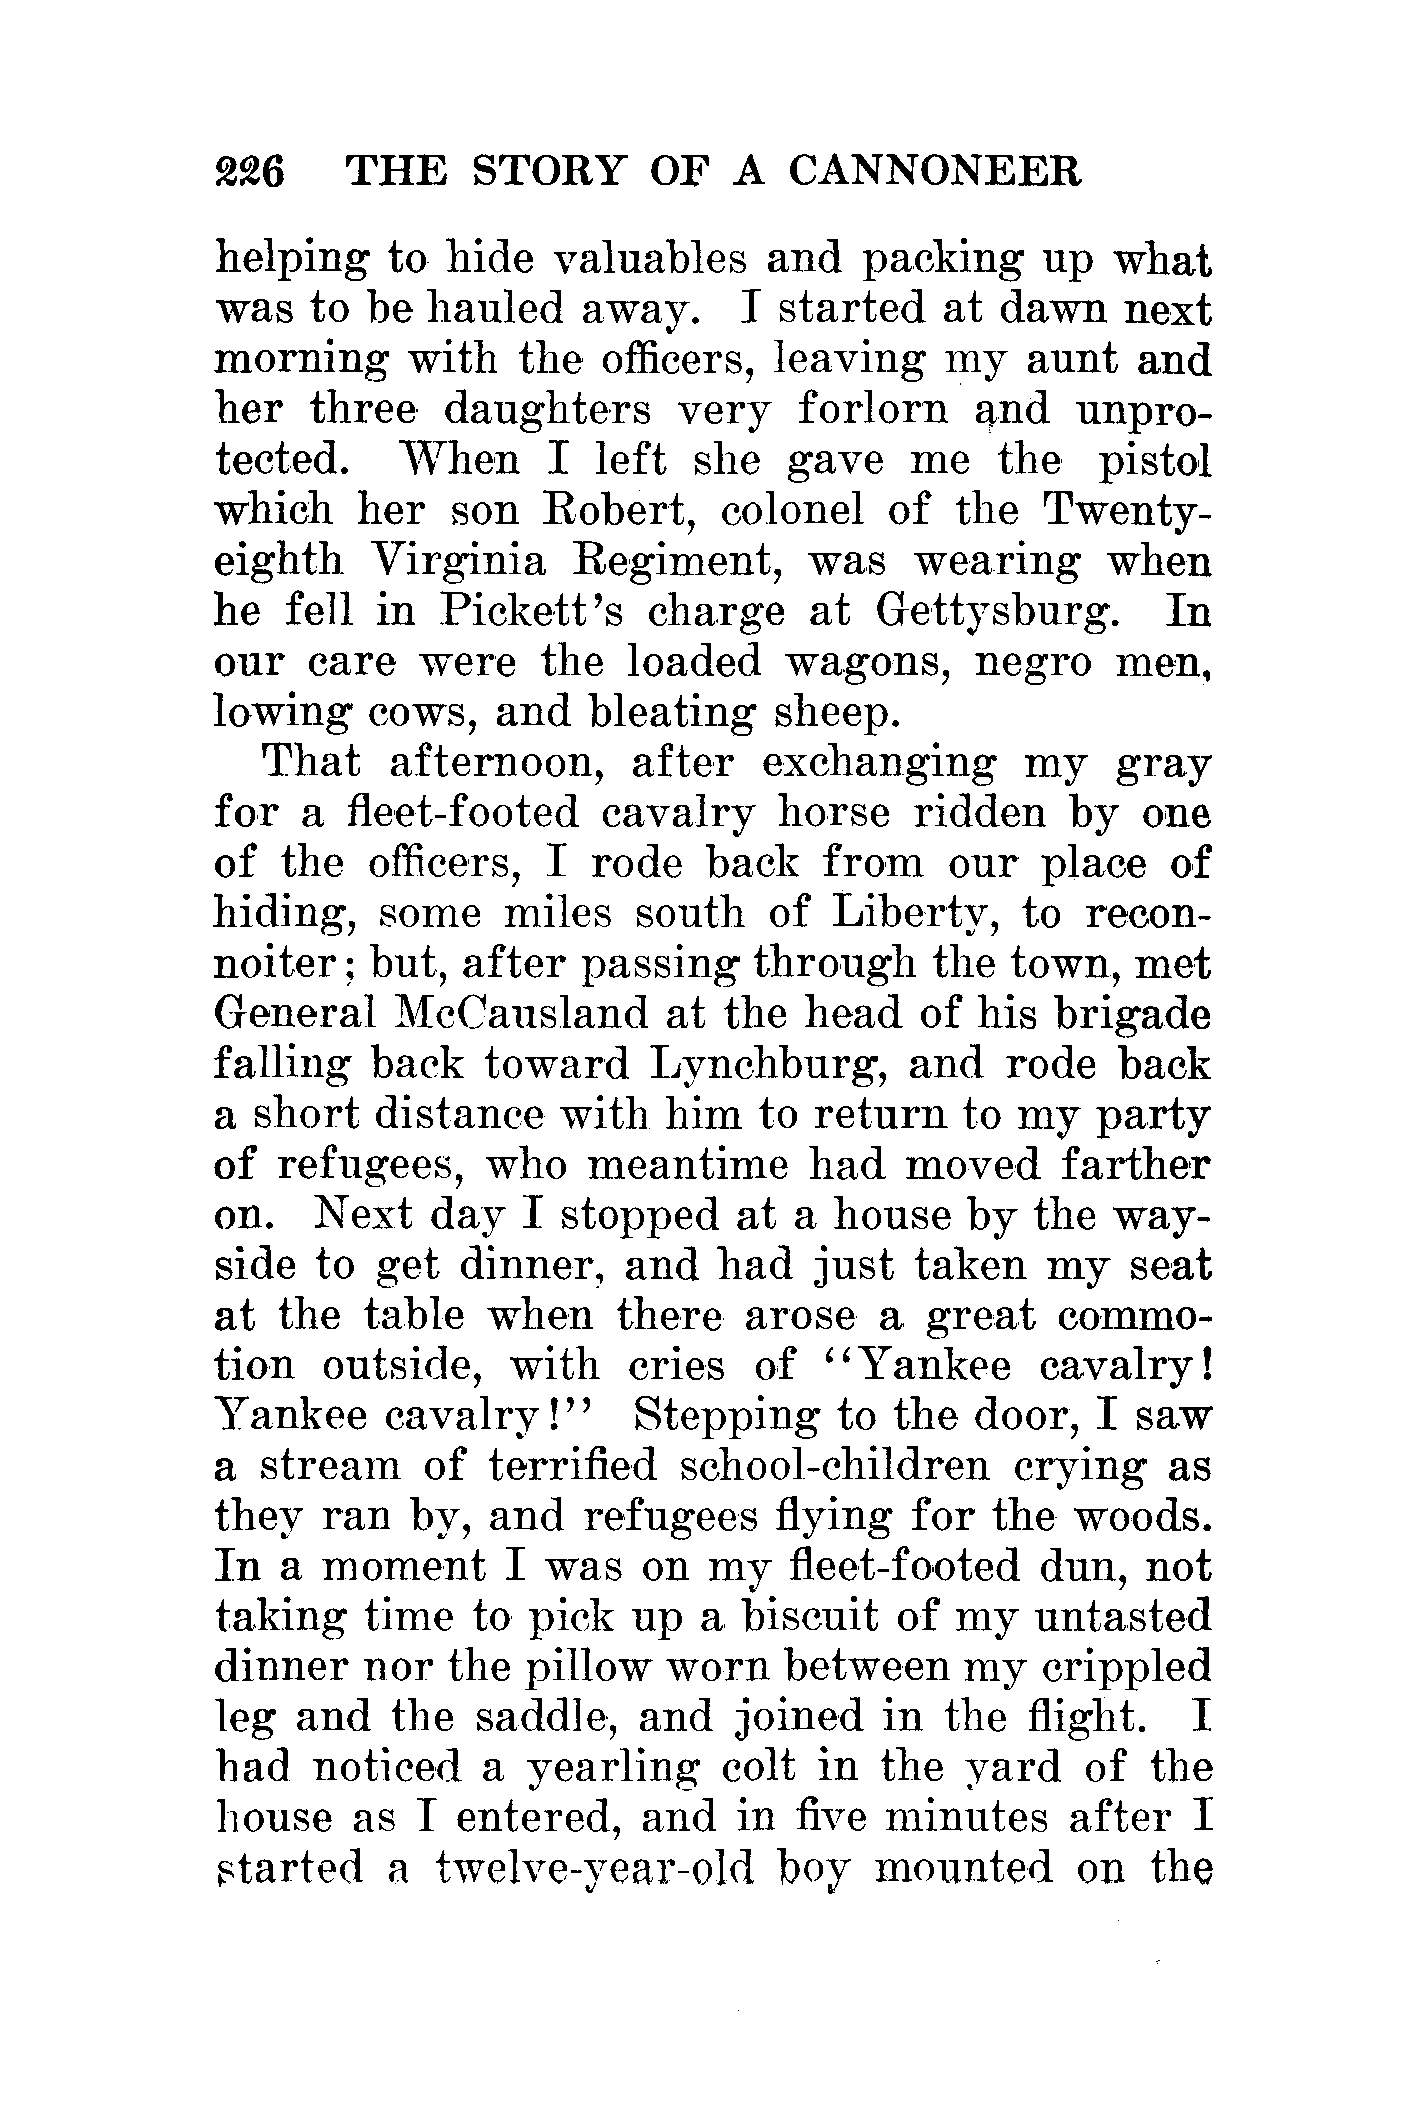 226 THE STORY OF A CANNONEER
helping to hide valuables and packing up what
was to be hauled away. I started at dawn next
morning with the officers, leaving my aunt and
her three daughters very forlorn and unpro-
tected. When I left she gave me the pistol
which her son Robert, colonel of the Twenty-
eighth Virginia Regiment, was wearing when
he fell in Pickett's charge at Gettysburg. In
our care were the loaded wagons, negro men,
lowing cows, and bleating sheep.
That afternoon, after exchanging my gray
for a fleet-footed cavalry horse ridden by one
of the officers, I rode back from our place of
hiding, some miles south of Liberty, to recon-
noiter; but, after passing through the town, met
General McCausland at the head of his brigade
falling back toward Lynchburg, and rode back
a short distance with him to return to my party
of refugees, who meantime had moved farther
on. Next day I stopped at a house by the way-
side to get dinner, and had just taken my seat
at the table when there arose a great commo-
tion outside, with cries of "Yankee cavalry!
Yankee cavalry!" Stepping to the door, I saw
a stream of terrified school-children crying as
they ran by, and refugees flying for the woods.
In a moment I was on my fleet-footed dun, not
taking time to pick up a biscuit of my untasted
dinner nor the pillow worn between my crippled
leg and the saddle, and joined in the flight. I
had noticed a yearling colt in the yard of the
house as I entered, and in five minutes after I
started a twelve-year-old boy mounted on the